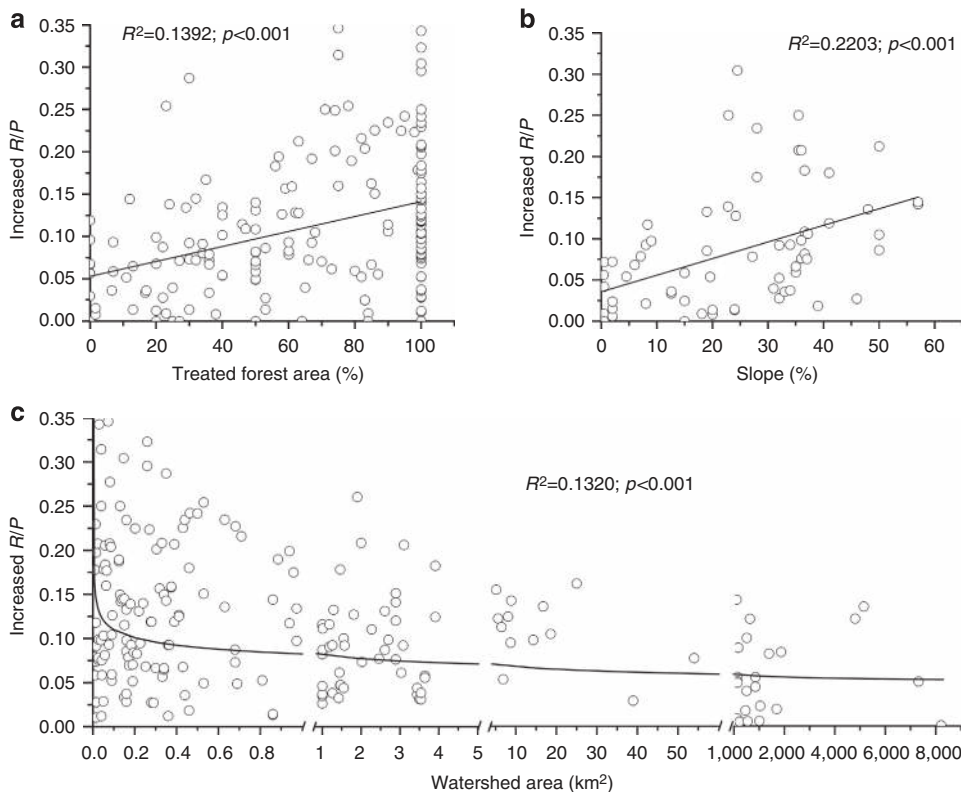 a
R²=0.1392; p<0.001
Increased R/P
0.35
0.30
0.25
0.20
0.15
0.10
0.05
0.00
0 20 40 60 80 100
Treated forest area (%)
b
R²=0.2203; p<0.001
Increased R/P
0.35
0.30
0.25
0.20
0.15
0.10
0.05
0.00
0 10 20 30 40 50 60
Slope (%)
c
R²=0.1320; p<0.001
Increased R/P
0.35
0.30
0.25
0.20
0.15
0.10
0.05
0.00
0.0 0.2 0.4 0.6 0.8 1 2 3 4 5 10 20 30 40 50 60 1,000 2,000 4,000 6,000 8,000
Watershed area (km²)